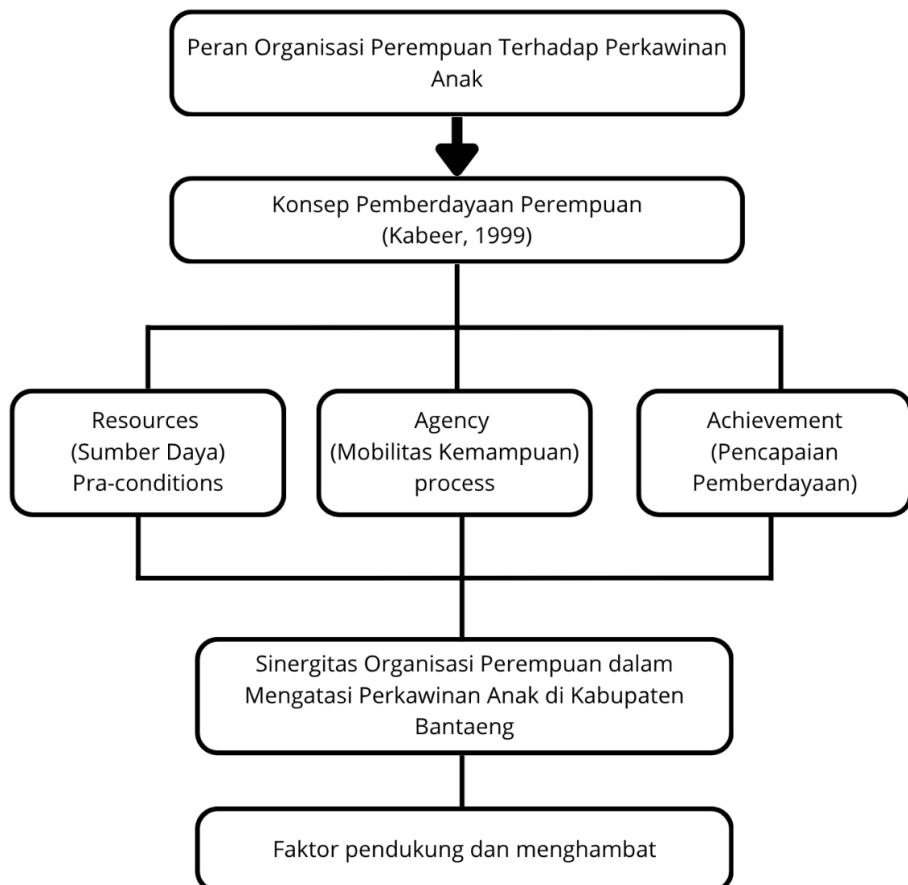 Peran Organisasi Perempuan Terhadap Perkawinan
Anak
Konsep Pemberdayaan Perempuan
(Kabeer, 1999)
Resources
(Sumber Daya)
Pra-conditions
Agency
(Mobilitas Kemampuan)
process
Achievement
(Pencapaian
Pemberdayaan)
Sinergitas Organisasi Perempuan dalam
Mengatasi Perkawinan Anak di Kabupaten
Bantaeng
Faktor pendukung dan menghambat